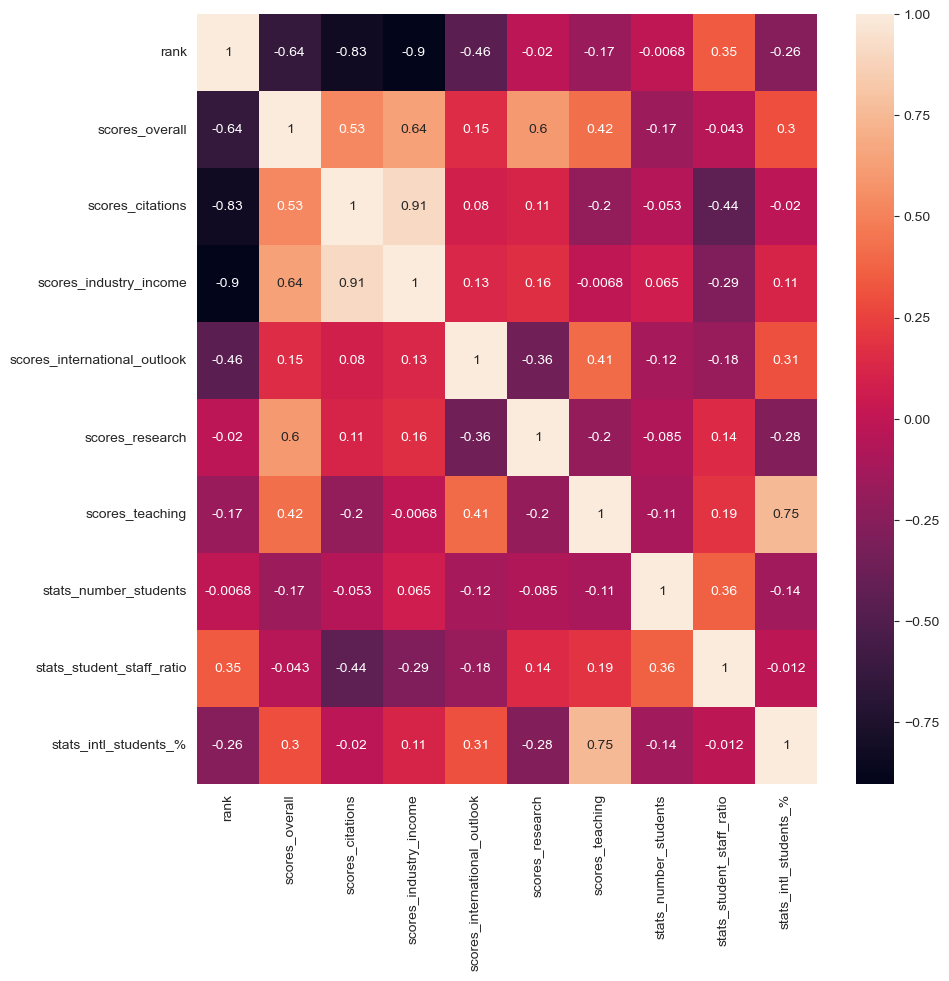 rank 1 -0.64 -0.83 -0.9 -0.46 -0.02 -0.17 -0.0068 0.35 -0.26
scores_overall -0.64 1 0.53 0.64 0.15 0.6 0.42 -0.17 -0.043 0.3
scores_citations -0.83 0.53 1 0.91 0.08 0.11 -0.2 -0.053 -0.44 -0.02
scores_industry_income -0.9 0.64 0.91 1 0.13 0.16 -0.0068 0.065 -0.29 0.11
scores_international_outlook -0.46 0.15 0.08 0.13 1 -0.36 0.41 -0.12 -0.18 0.31
scores_research -0.02 0.6 0.11 0.16 -0.36 1 -0.2 -0.085 0.14 -0.28
scores_teaching -0.17 0.42 -0.2 -0.0068 0.41 -0.2 1 -0.11 0.19 0.75
stats_number_students -0.0068 -0.17 -0.053 0.065 -0.12 -0.085 -0.11 1 0.36 -0.14
stats_student_staff_ratio 0.35 -0.043 -0.44 -0.29 -0.18 0.14 0.19 0.36 1 -0.012
stats_intl_students_% -0.26 0.3 -0.02 0.11 0.31 -0.28 0.75 -0.14 -0.012 1
rank
scores_overall
scores_citations
scores_industry_income
scores_international_outlook
scores_research
scores_teaching
stats_number_students
stats_student_staff_ratio
stats_intl_students_%
1.00
0.75
0.50
0.25
0.00
-0.25
-0.50
-0.75